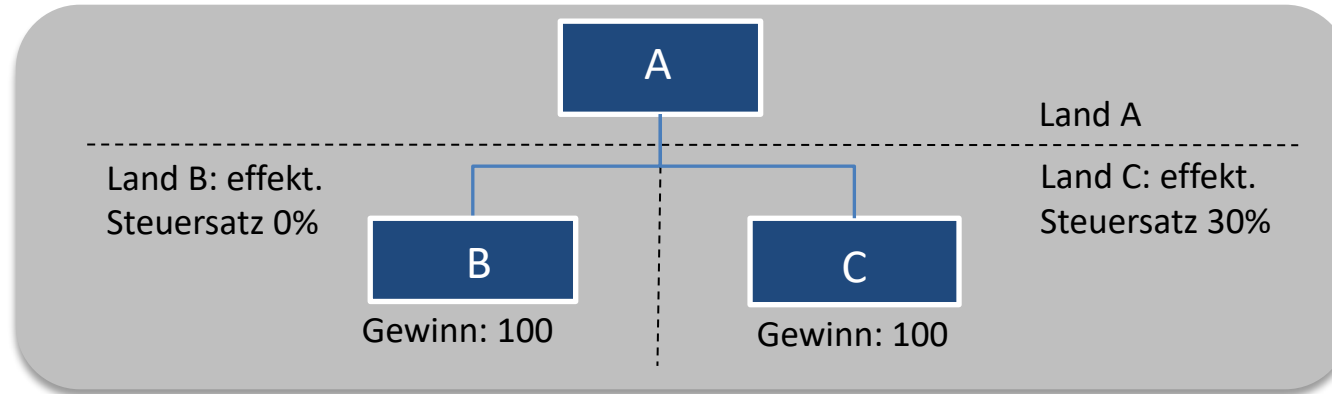 A
Land A
Land B: effekt.
Steuersatz 0%
Land C: effekt.
Steuersatz 30%
B
C
Gewinn: 100
Gewinn: 100